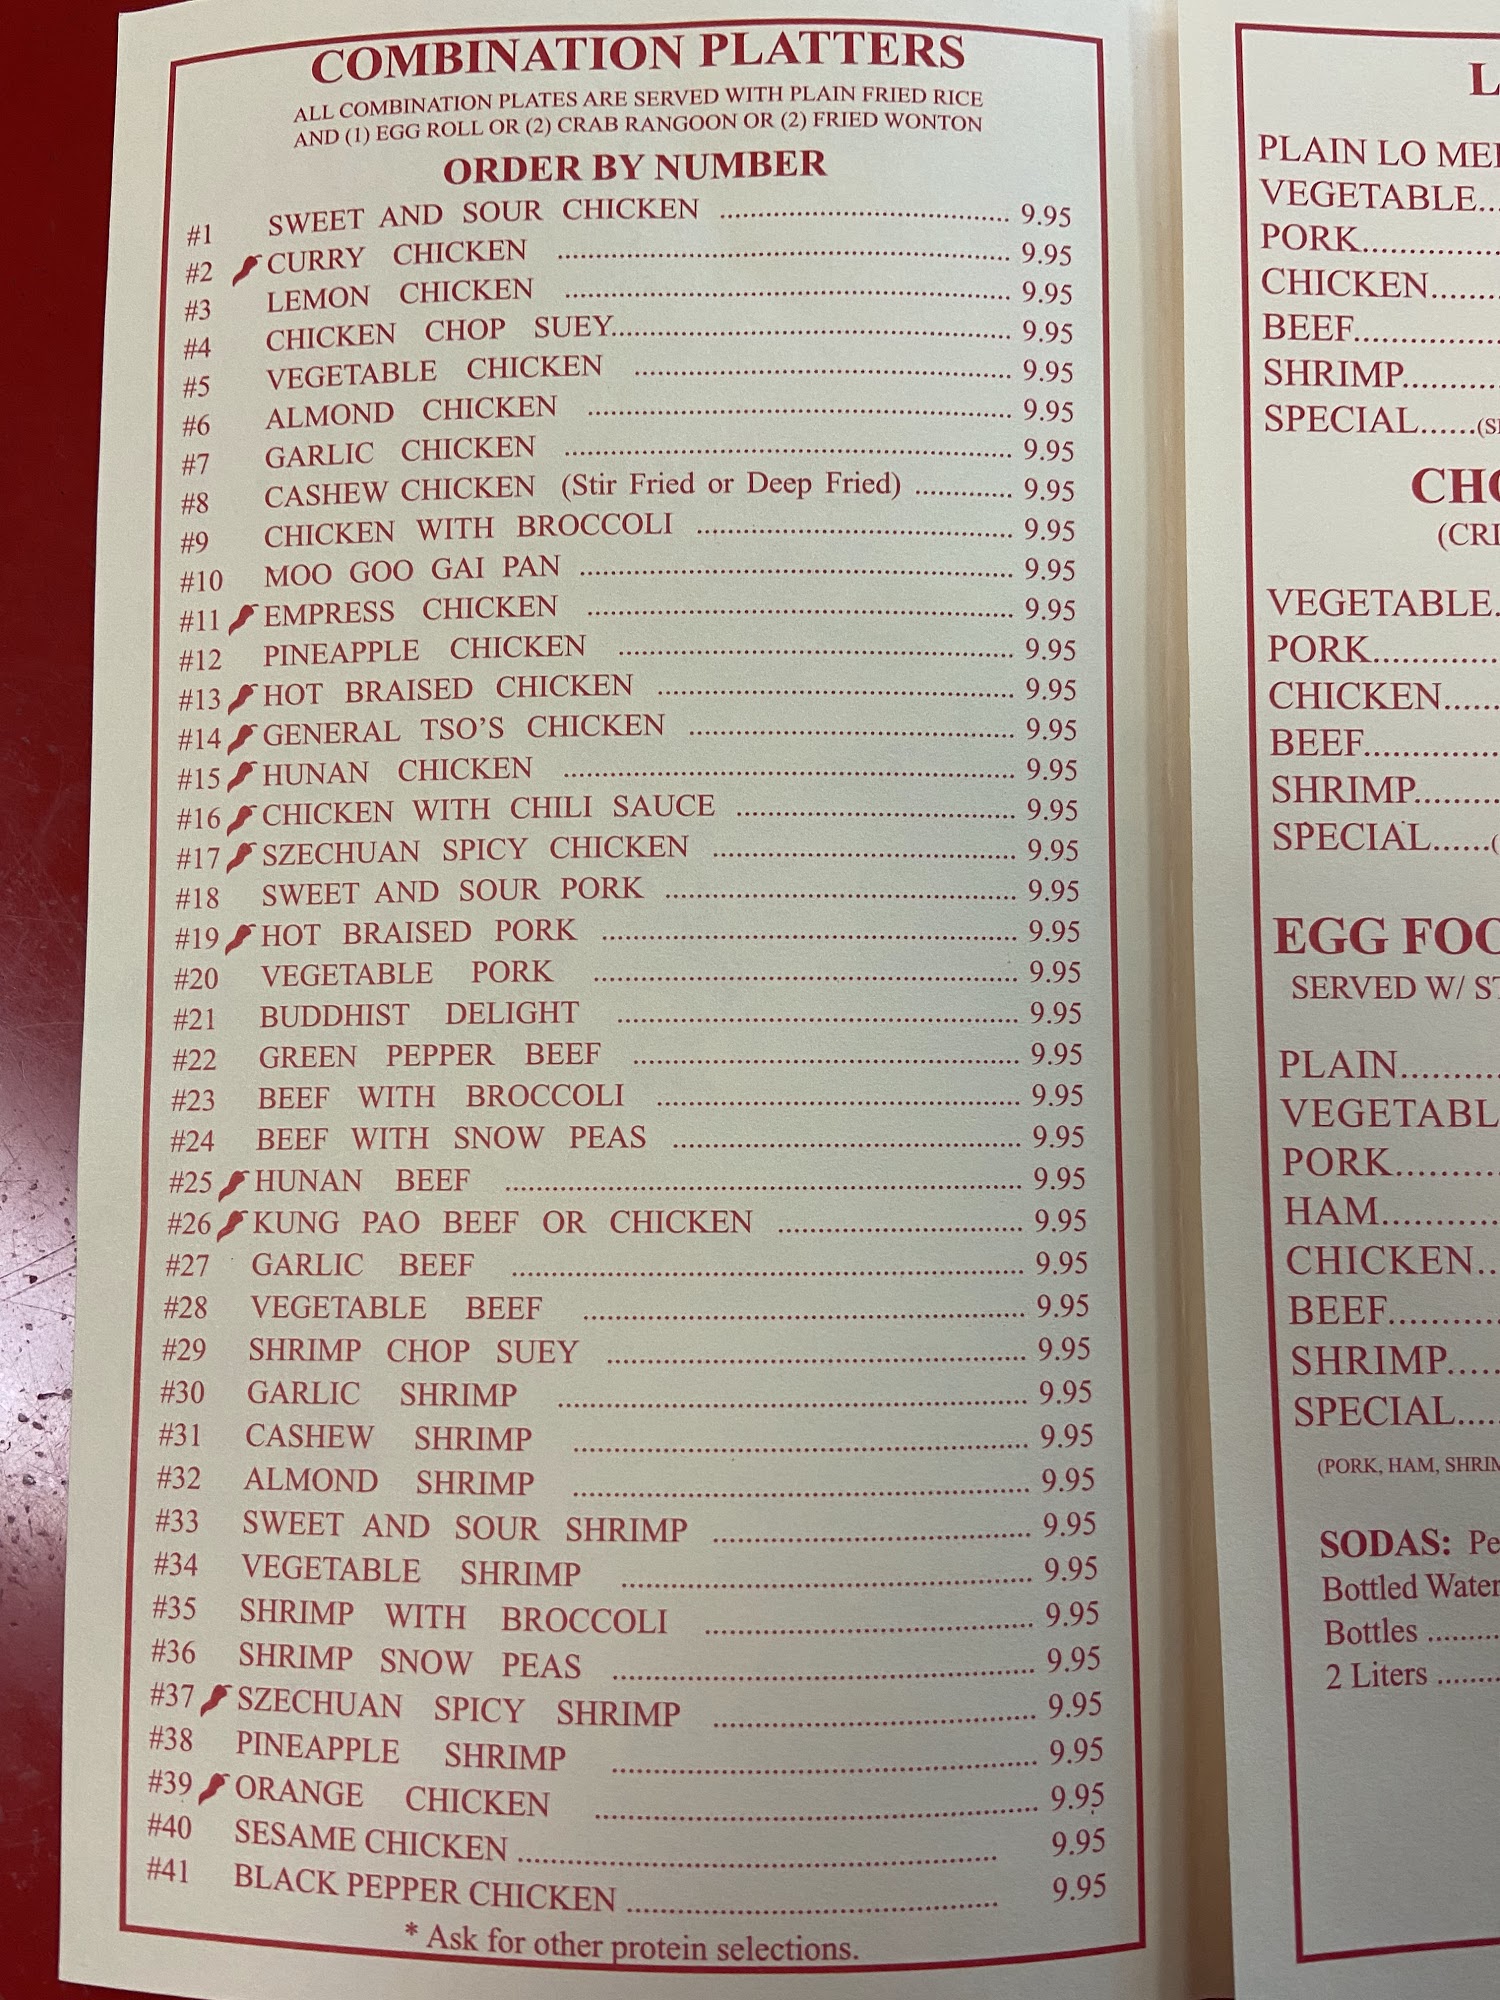 COMBINATION PLATTERS
ALL COMBINATION PLATES ARE SERVED WITH PLAIN FRIED RICE
AND (1) EGG ROLL OR (2) CRAB RANGOON OR (2) FRIED WONTON
ORDER BY NUMBER
#1 SWEET AND SOUR CHICKEN 9.95
#2 CURRY CHICKEN 9.95
#3 LEMON CHICKEN 9.95
#4 CHICKEN CHOP SUEY 9.95
#5 VEGETABLE CHICKEN 9.95
#6 ALMOND CHICKEN 9.95
#7 GARLIC CHICKEN 9.95
#8 CASHEW CHICKEN (Stir Fried or Deep Fried) 9.95
#9 CHICKEN WITH BROCCOLI 9.95
#10 MOO GOO GAI PAN 9.95
#11 EMPRESS CHICKEN 9.95
#12 PINEAPPLE CHICKEN 9.95
#13 HOT BRAISED CHICKEN 9.95
#14 GENERAL TSO'S CHICKEN 9.95
#15 HUNAN CHICKEN 9.95
#16 CHICKEN WITH CHILI SAUCE 9.95
#17 SZECHUAN SPICY CHICKEN 9.95
#18 SWEET AND SOUR PORK 9.95
#19 HOT BRAISED PORK 9.95
#20 VEGETABLE PORK 9.95
#21 BUDDHIST DELIGHT 9.95
#22 GREEN PEPPER BEEF 9.95
#23 BEEF WITH BROCCOLI 9.95
#24 BEEF WITH SNOW PEAS 9.95
#25 HUNAN BEEF 9.95
#26 KUNG PAO BEEF OR CHICKEN 9.95
#27 GARLIC BEEF 9.95
#28 VEGETABLE BEEF 9.95
#29 SHRIMP CHOP SUEY 9.95
#30 GARLIC SHRIMP 9.95
#31 CASHEW SHRIMP 9.95
#32 ALMOND SHRIMP 9.95
#33 SWEET AND SOUR SHRIMP 9.95
#34 VEGETABLE SHRIMP 9.95
#35 SHRIMP WITH BROCCOLI 9.95
#36 SHRIMP SNOW PEAS 9.95
#37 SZECHUAN SPICY SHRIMP 9.95
#38 PINEAPPLE SHRIMP 9.95
#39 ORANGE CHICKEN 9.95
#40 SESAME CHICKEN 9.95
#41 BLACK PEPPER CHICKEN 9.95
* Ask for other protein selections.
PLAIN LO
VEGETABLE
PORK
CHICKEN
BEEF
SHRIMP
SPECIAL
VEGETABLE
PORK
CHICKEN
BEEF
SHRIMP
SPECIAL
EGG
SERVED W/
PLAIN
PORK
HAM
CHICKEN
BEEF
SHRIMP
SPECIAL
(PORK, HAM,
SODAS:
Bottled Water
Bottles
2 Liters